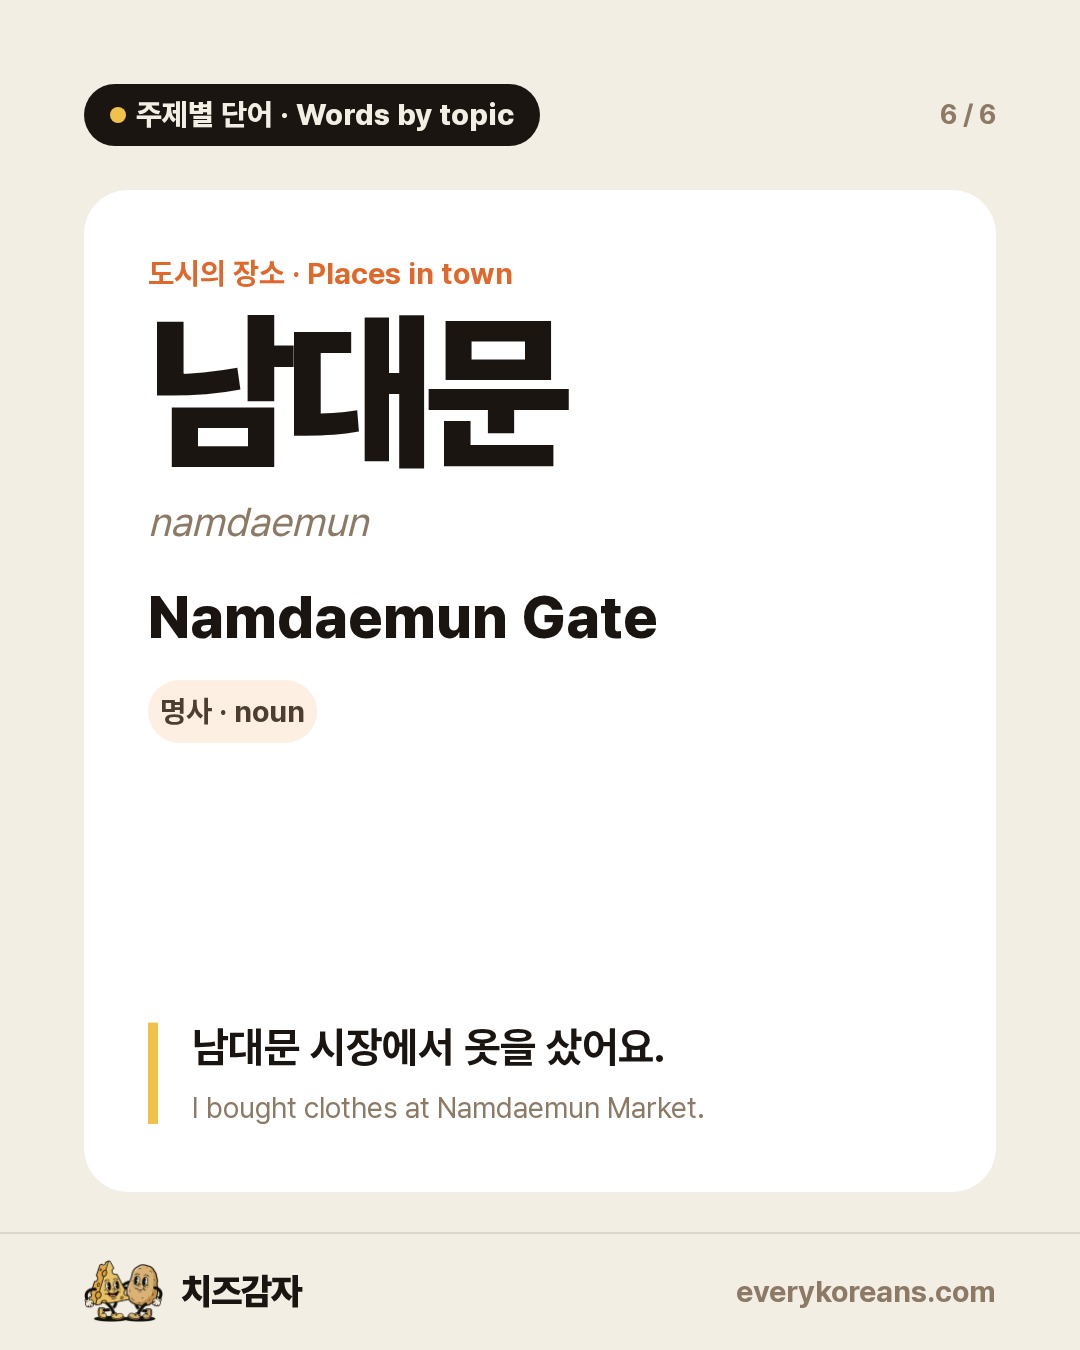 주제별 단어 · Words by topic
6 / 6
도시의 장소 · Places in town
남대문
namdaemun
Namdaemun Gate
명사 · noun
남대문 시장에서 옷을 샀어요.
I bought clothes at Namdaemun Market.
치즈감자
everykoreans.com